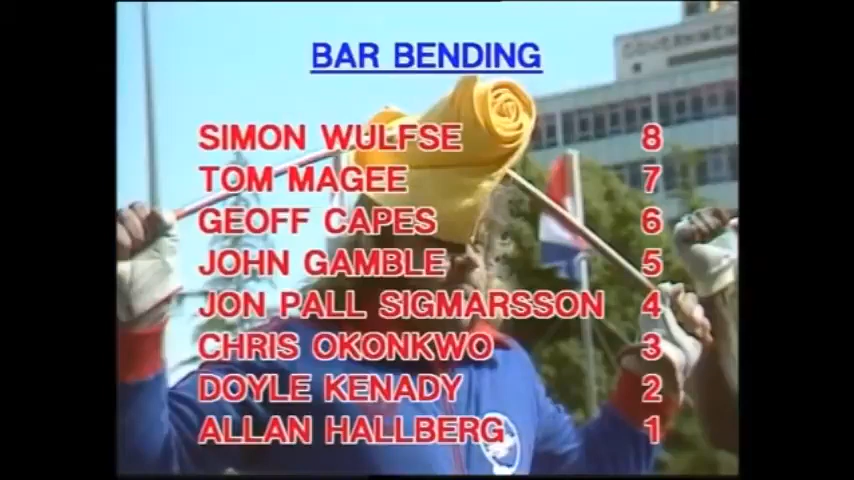 BAR BENDING
SIMON WULFSE 8
TOM MAGEE 7
GEOFF CAPES 6
JOHN GAMBLE 5
JON PALL SIGMARSSON 4
CHRIS OKONKWO 3
DOYLE KENADY 2
ALLAN HALLBERG 1